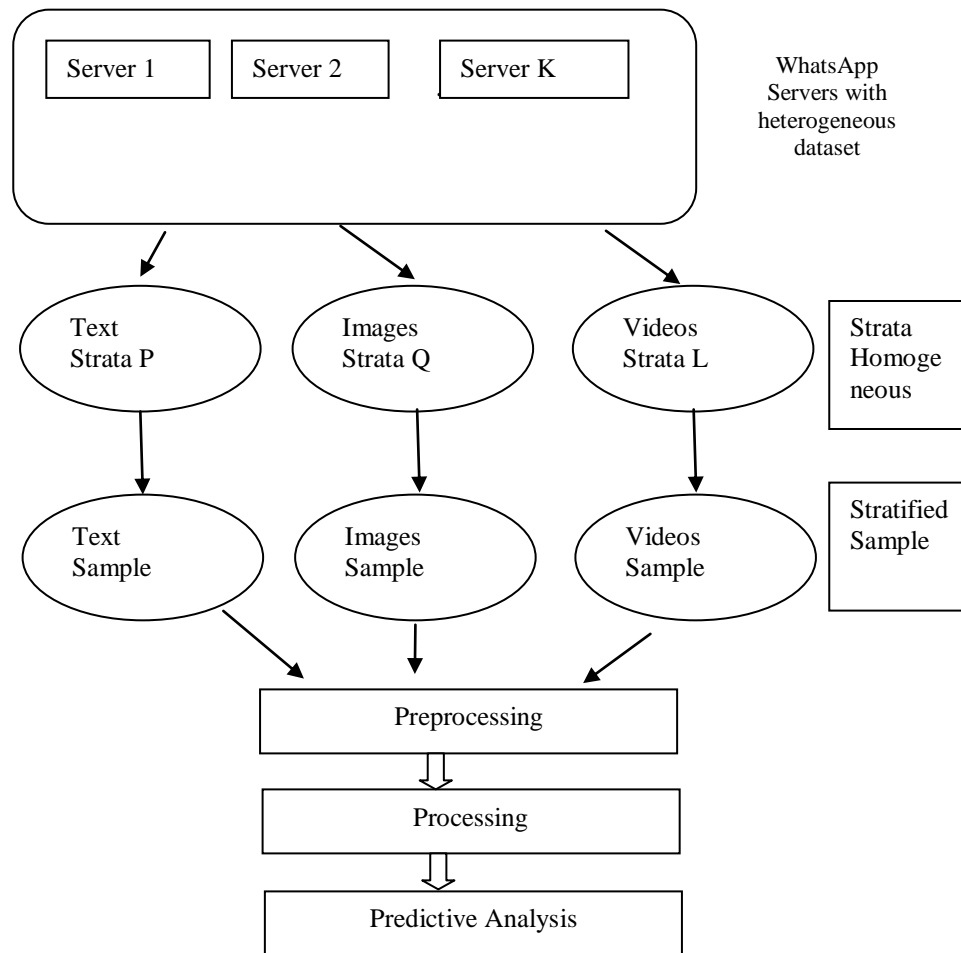 Server 1
Server 2
Server K
WhatsApp
Servers with
heterogeneous
dataset
Text
Strata P
Images
Strata Q
Videos
Strata L
Strata
Homoge
neous
Text
Sample
Images
Sample
Videos
Sample
Stratified
Sample
Preprocessing
Processing
Predictive Analysis